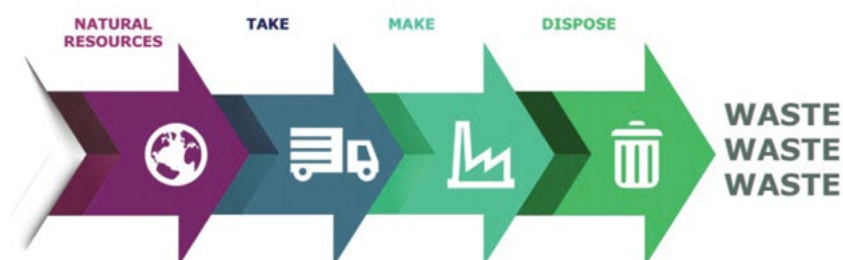 NATURAL
RESOURCES
TAKE
MAKE
DISPOSE
WASTE
WASTE
WASTE